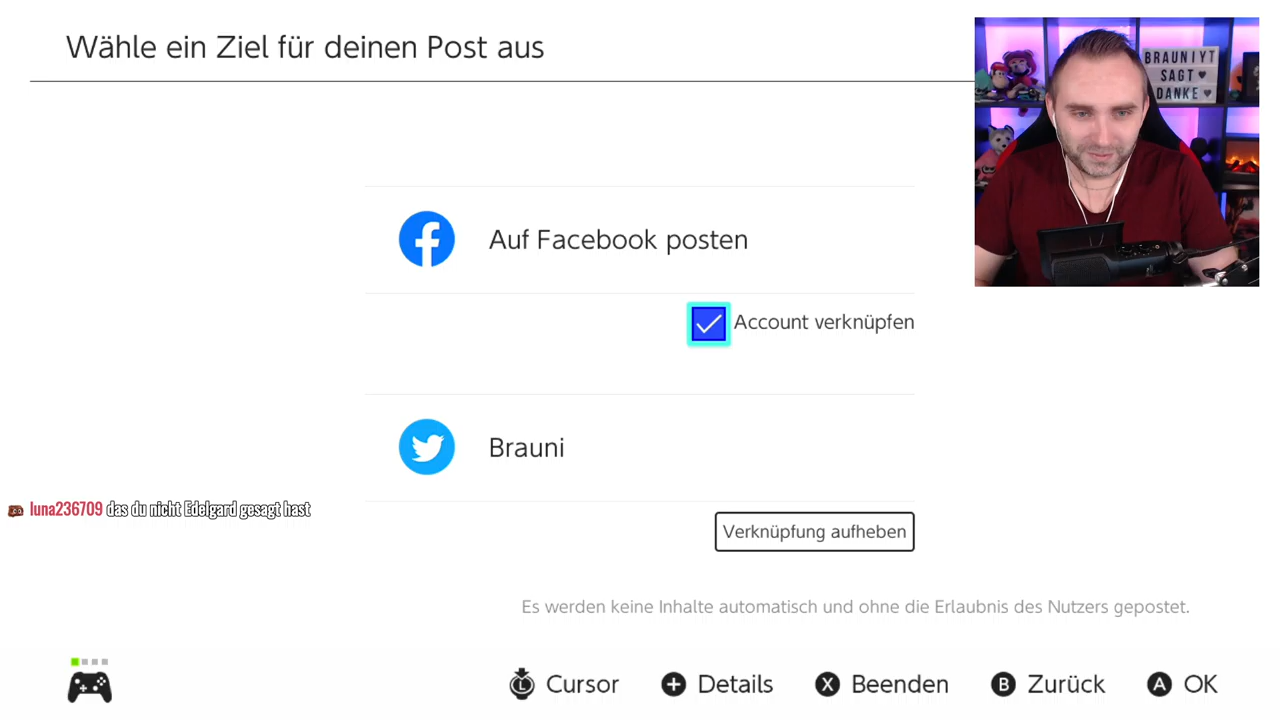 Wähle ein Ziel für deinen Post aus
BRAUNIYT
SAGT ♥
DANKE ♥
Auf Facebook posten
Account verknüpfen
Brauni
luna236709 das du nicht Edelgard gesagt hast
Verknüpfung aufheben
Es werden keine Inhalte automatisch und ohne die Erlaubnis des Nutzers gepostet.
L Cursor
+ Details
X Beenden
B Zurück
A OK